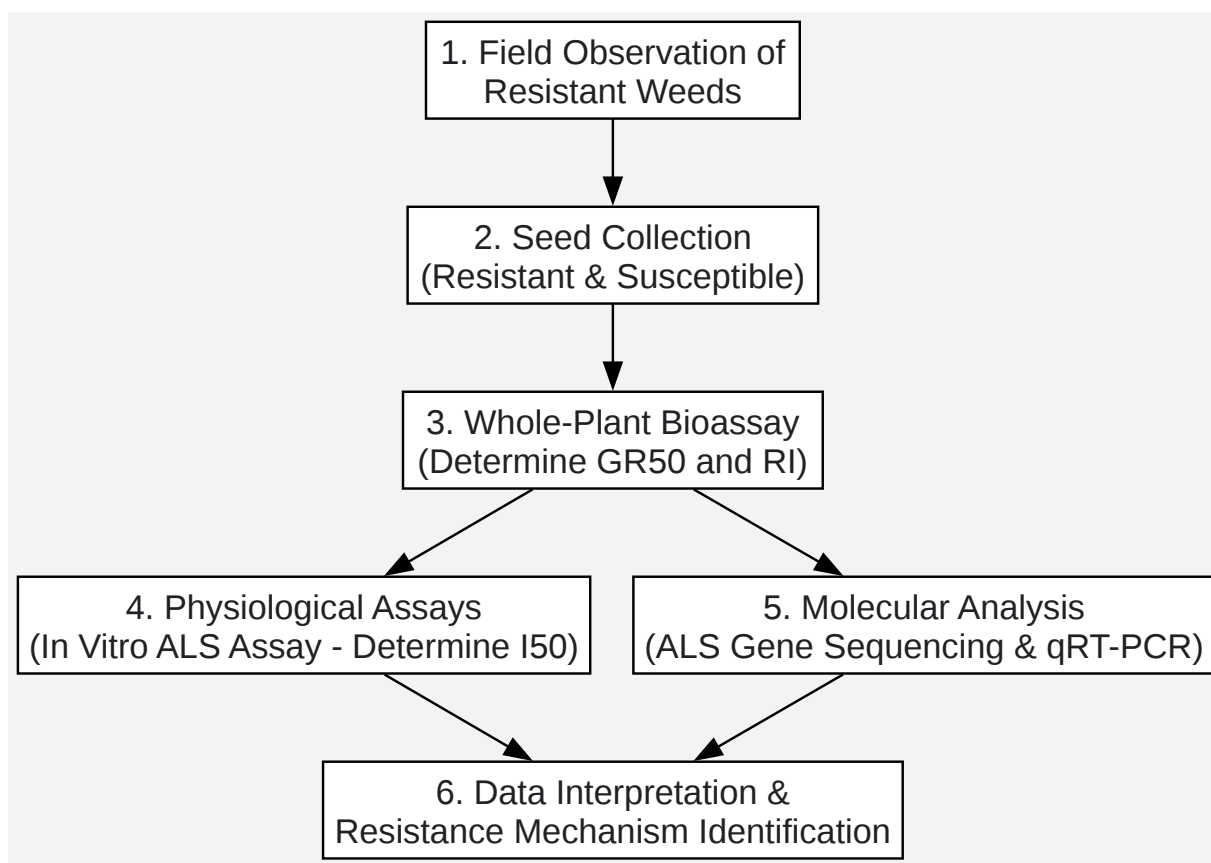 1. Field Observation of
Resistant Weeds
2. Seed Collection
(Resistant & Susceptible)
3. Whole-Plant Bioassay
(Determine GR50 and RI)
4. Physiological Assays
(In Vitro ALS Assay - Determine I50)
5. Molecular Analysis
(ALS Gene Sequencing & qRT-PCR)
6. Data Interpretation &
Resistance Mechanism Identification